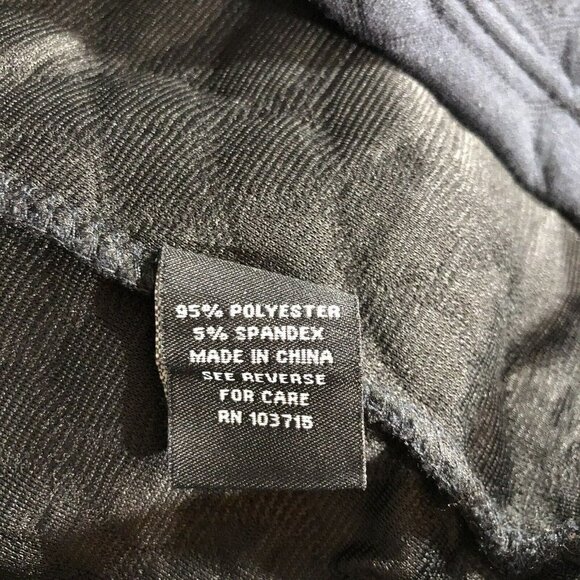 95% POLYESTER
5% SPANDEX
MADE IN CHINA
SEE REVERSE
FOR CARE
RN 103715